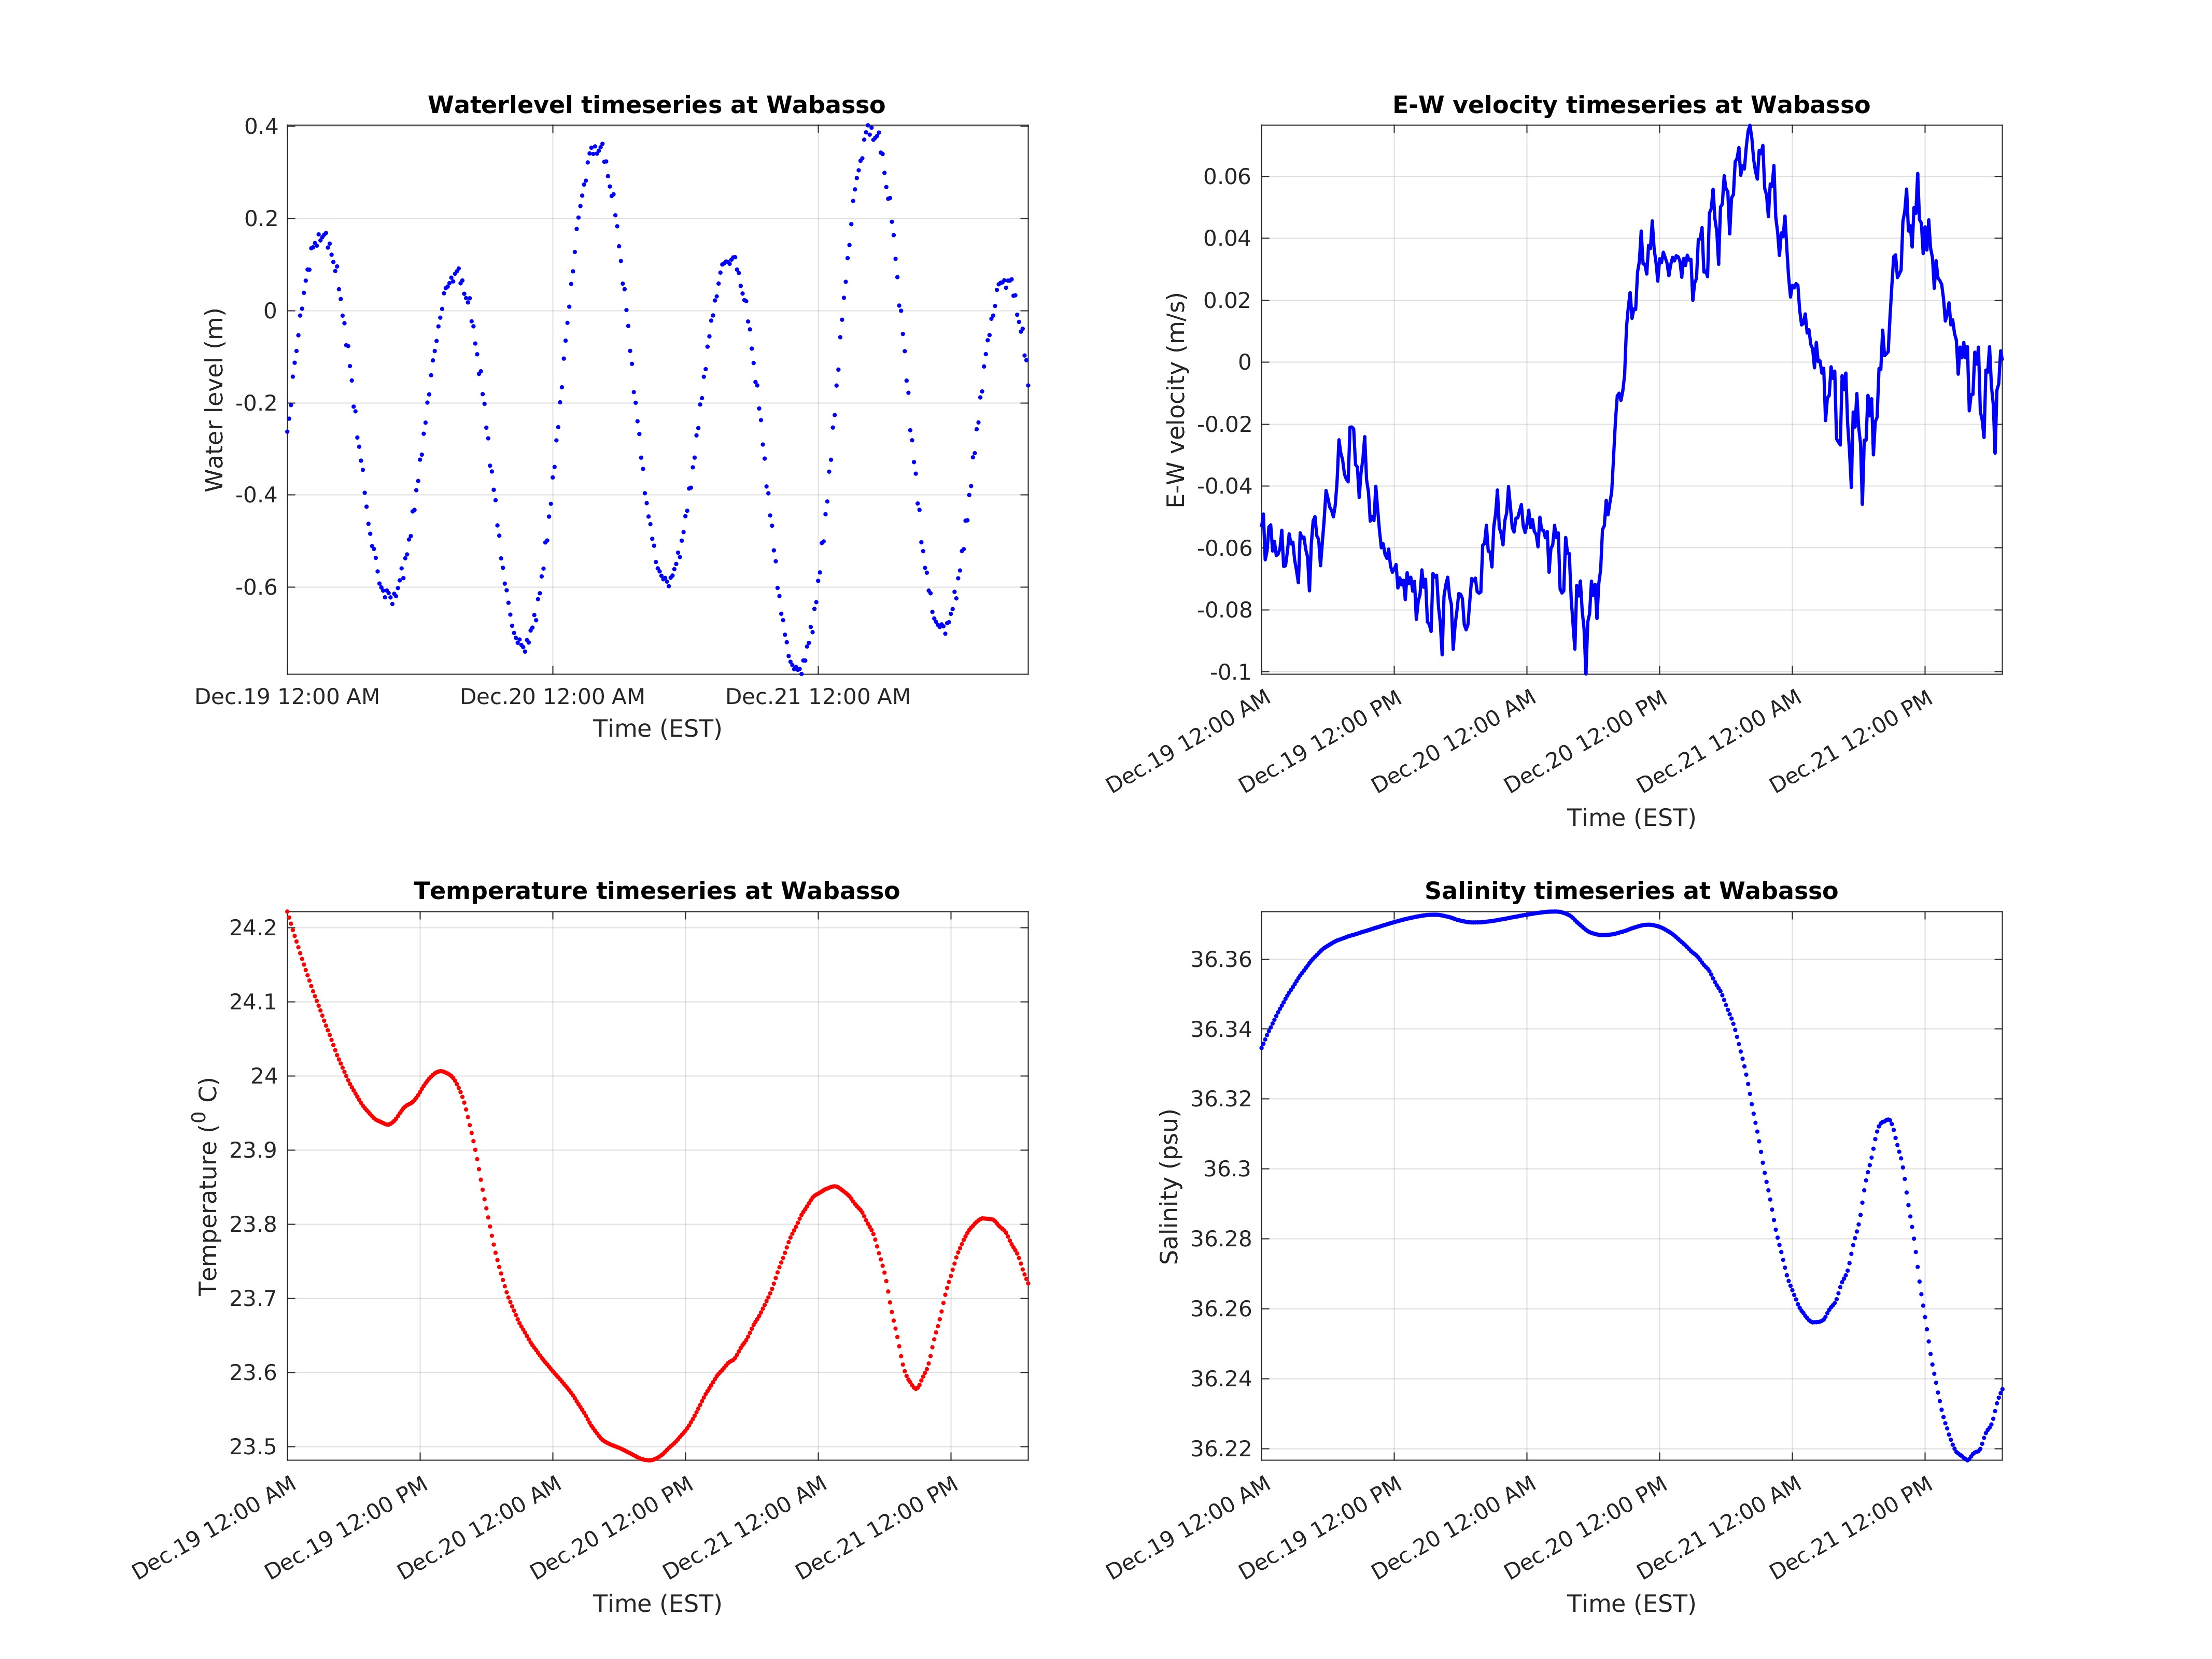 Waterlevel timeseries at Wabasso
0.4
0.2
0
-0.2
-0.4
-0.6
Water level (m)
Dec.19 12:00 AM Dec.20 12:00 AM Dec.21 12:00 AM
Time (EST)
E-W velocity timeseries at Wabasso
0.06
0.04
0.02
0
-0.02
-0.04
-0.06
-0.08
-0.1
E-W velocity (m/s)
Dec.19 12:00 AM
Dec.19 12:00 PM
Dec.20 12:00 AM
Dec.20 12:00 PM
Dec.21 12:00 AM
Dec.21 12:00 PM
Time (EST)
Temperature timeseries at Wabasso
24.2
24.1
24
23.9
23.8
23.7
23.6
23.5
Temperature (⁰ C)
Dec.19 12:00 AM
Dec.19 12:00 PM
Dec.20 12:00 AM
Dec.20 12:00 PM
Dec.21 12:00 AM
Dec.21 12:00 PM
Time (EST)
Salinity timeseries at Wabasso
36.36
36.34
36.32
36.3
36.28
36.26
36.24
36.22
Salinity (psu)
Dec.19 12:00 AM
Dec.19 12:00 PM
Dec.20 12:00 AM
Dec.20 12:00 PM
Dec.21 12:00 AM
Dec.21 12:00 PM
Time (EST)